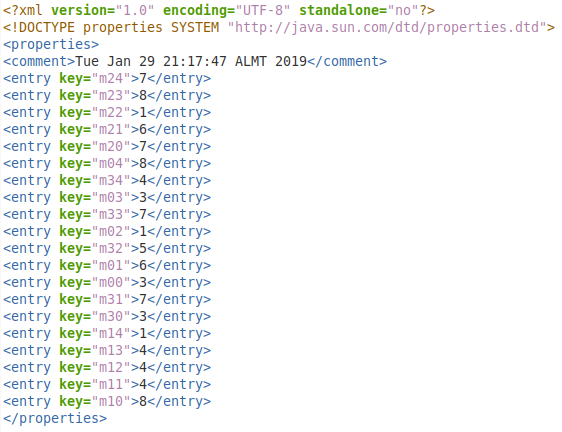 <?xml version="1.0" encoding="UTF-8" standalone="no"?>
<!DOCTYPE properties SYSTEM "http://java.sun.com/dtd/properties.dtd">
<properties>
<comment>Tue Jan 29 21:17:47 ALMT 2019</comment>
<entry key="m24">7</entry>
<entry key="m23">8</entry>
<entry key="m22">1</entry>
<entry key="m21">6</entry>
<entry key="m20">7</entry>
<entry key="m04">8</entry>
<entry key="m34">4</entry>
<entry key="m03">3</entry>
<entry key="m33">7</entry>
<entry key="m02">1</entry>
<entry key="m32">5</entry>
<entry key="m01">6</entry>
<entry key="m00">3</entry>
<entry key="m31">7</entry>
<entry key="m30">3</entry>
<entry key="m14">1</entry>
<entry key="m13">4</entry>
<entry key="m12">4</entry>
<entry key="m11">4</entry>
<entry key="m10">8</entry>
</properties>